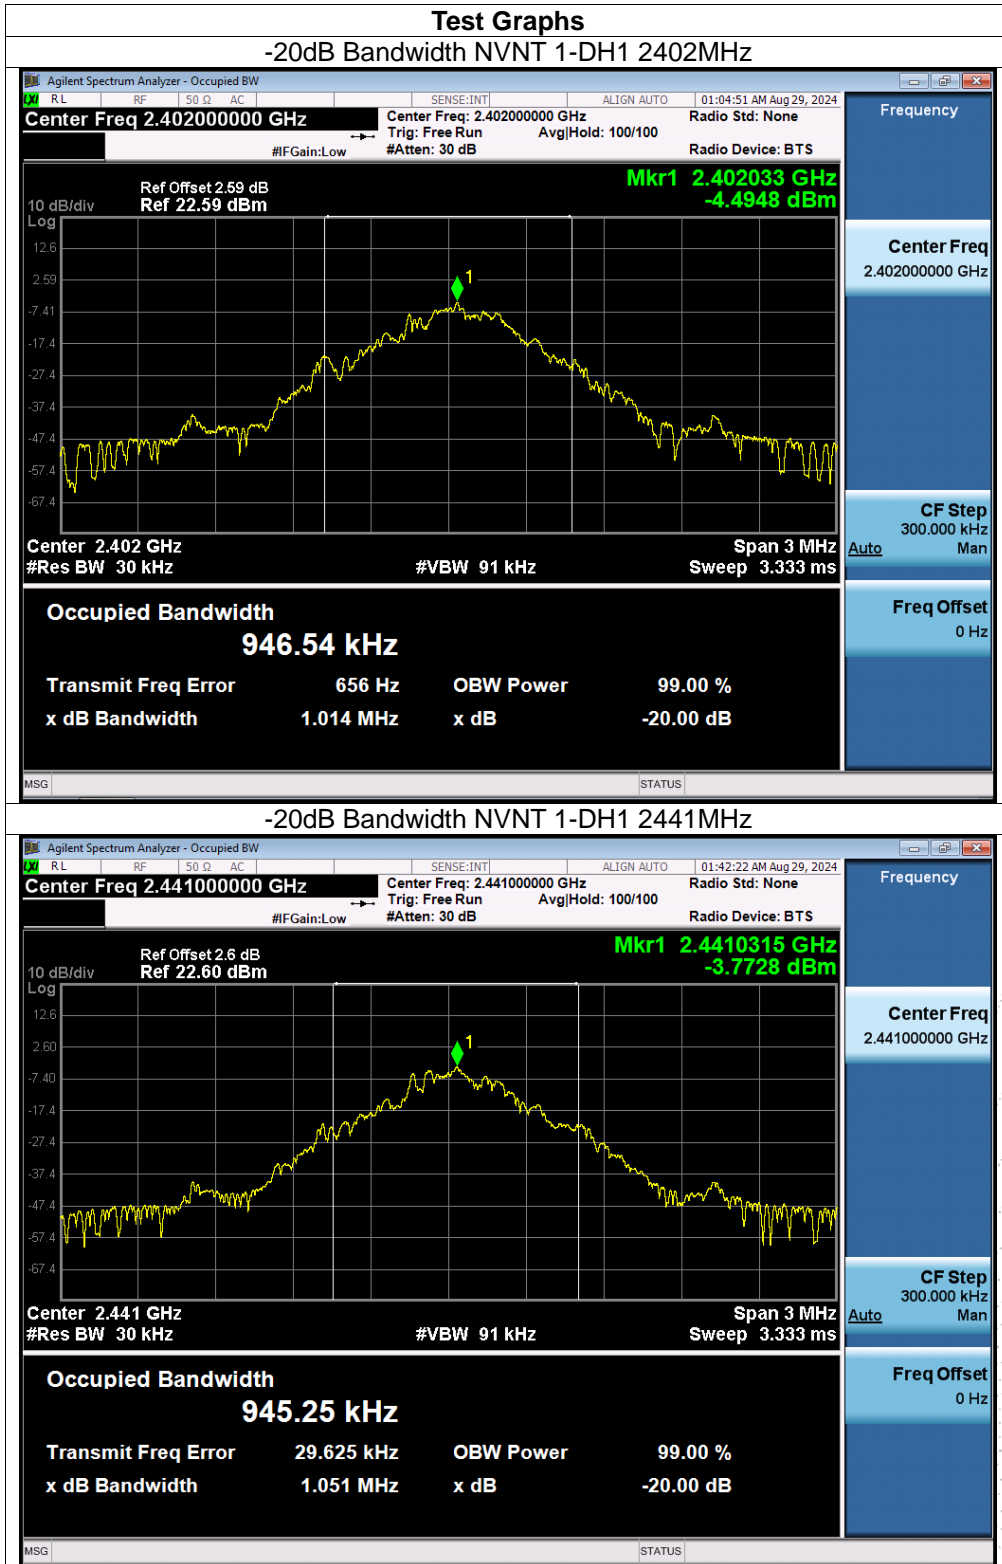 Test Graphs
-20dB Bandwidth NVNT 1-DH1 2402MHz
Agilent Spectrum Analyzer - Occupied BW
LXI RL RF 50 Ω AC SENSE:INT ALIGN AUTO 01:04:51 AM Aug 29, 2024
Center Freq 2.402000000 GHz Center Freq: 2.402000000 GHz Radio Std: None Frequency
Trig: Free Run Avg|Hold: 100/100
#IFGain:Low #Atten: 30 dB Radio Device: BTS
Mkr1 2.402033 GHz
Ref Offset 2.59 dB -4.4948 dBm
10 dB/div Ref 22.59 dBm
Log
12.6
2.59
-7.41
-17.4
-27.4
-37.4
-47.4
-57.4
-67.4
1
Center Freq
2.402000000 GHz
Center 2.402 GHz Span 3 MHz
#Res BW 30 kHz #VBW 91 kHz Sweep 3.333 ms
CF Step
300.000 kHz
Auto Man
Occupied Bandwidth
946.54 kHz
Transmit Freq Error 656 Hz OBW Power 99.00 %
x dB Bandwidth 1.014 MHz x dB -20.00 dB
Freq Offset
0 Hz
MSG STATUS
-20dB Bandwidth NVNT 1-DH1 2441MHz
Agilent Spectrum Analyzer - Occupied BW
LXI RL RF 50 Ω AC SENSE:INT ALIGN AUTO 01:42:22 AM Aug 29, 2024
Center Freq 2.441000000 GHz Center Freq: 2.441000000 GHz Radio Std: None Frequency
Trig: Free Run Avg|Hold: 100/100
#IFGain:Low #Atten: 30 dB Radio Device: BTS
Mkr1 2.4410315 GHz
Ref Offset 2.6 dB -3.7728 dBm
10 dB/div Ref 22.60 dBm
Log
12.6
2.60
-7.40
-17.4
-27.4
-37.4
-47.4
-57.4
-67.4
1
Center Freq
2.441000000 GHz
Center 2.441 GHz Span 3 MHz
#Res BW 30 kHz #VBW 91 kHz Sweep 3.333 ms
CF Step
300.000 kHz
Auto Man
Occupied Bandwidth
945.25 kHz
Transmit Freq Error 29.625 kHz OBW Power 99.00 %
x dB Bandwidth 1.051 MHz x dB -20.00 dB
Freq Offset
0 Hz
MSG STATUS